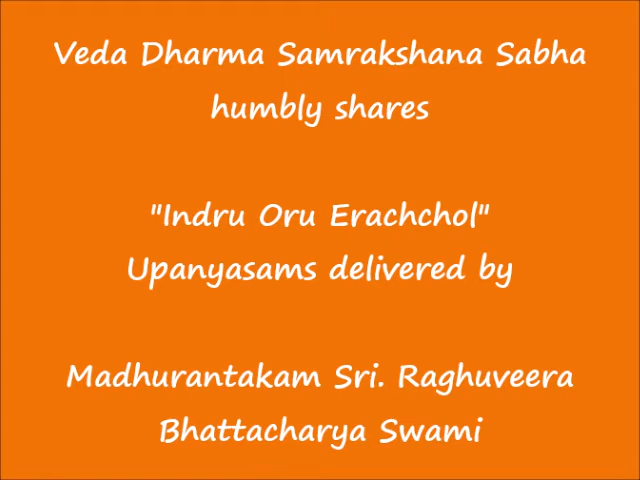 Veda Dharma Samrakshana Sabha
humbly shares
"Indru Oru Erachchol"
Upanyasams delivered by
Madhurantakam Sri. Raghuveera
Bhattacharya Swami